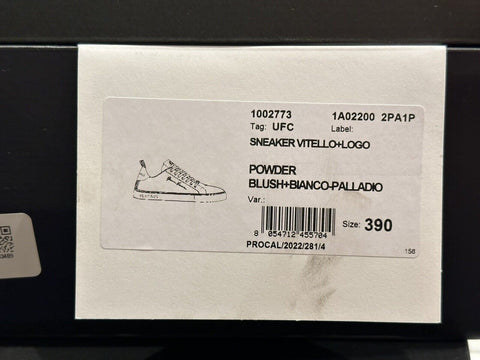 1002773 1A02200 2PA1P
Tag: UFC Label:
SNEAKER VITELLO+LOGO
POWDER
BLUSH+BIANCO-PALLADIO
Var.:
Size: 390
8 054712 455704
PROCAL/2022/281/4
156